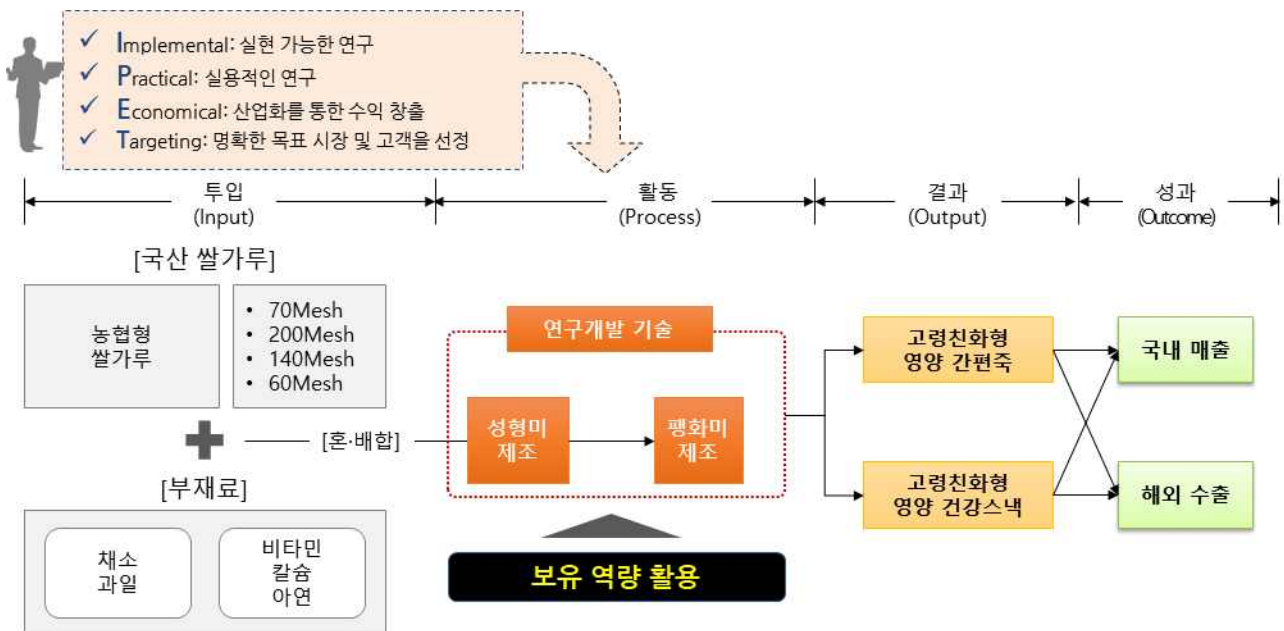 ✓ Implemental: 실현 가능한 연구
✓ Practical: 실용적인 연구
✓ Economical: 산업화를 통한 수익 창출
✓ Targeting: 명확한 목표 시장 및 고객을 선정
투입
(Input)
활동
(Process)
결과
(Output)
성과
(Outcome)
[국산 쌀가루]
농협형
쌀가루
• 70Mesh
• 200Mesh
• 140Mesh
• 60Mesh
[혼·배합]
[부재료]
채소
과일
비타민
칼슘
아연
연구개발 기술
성형미
제조
팽화미
제조
보유 역량 활용
고령친화형
영양 간편죽
고령친화형
영양 건강스낵
국내 매출
해외 수출